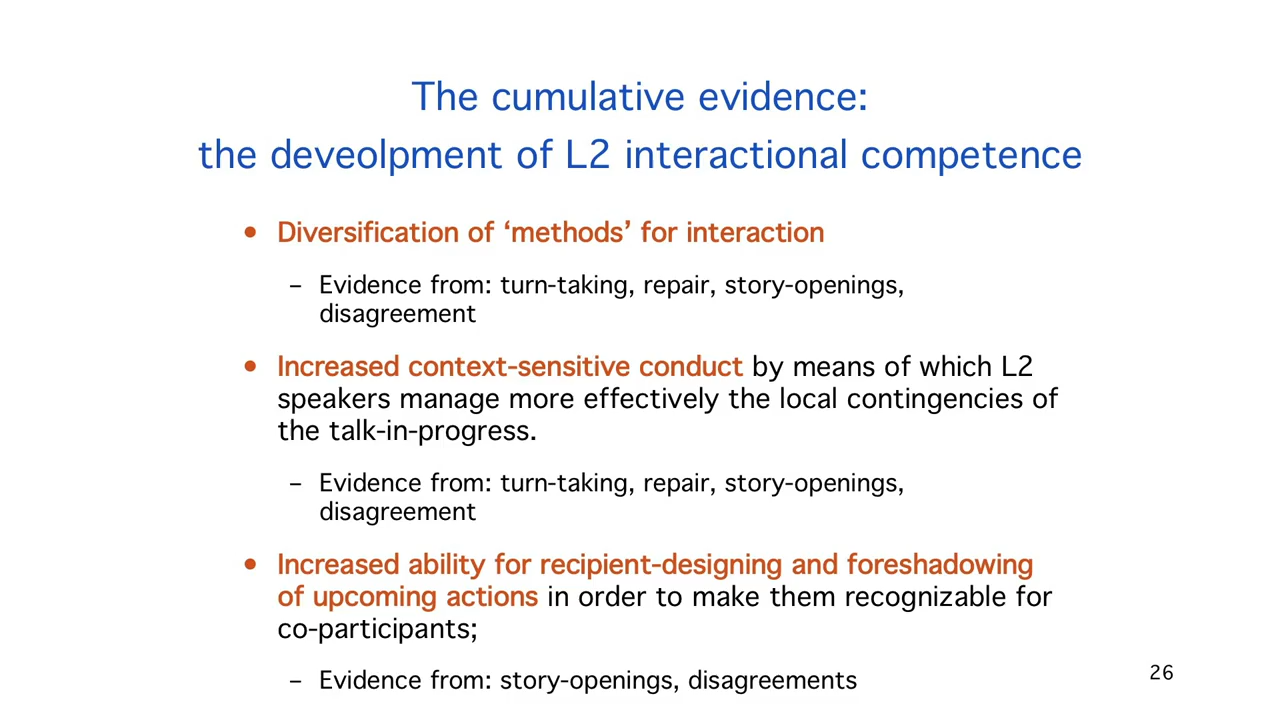 The cumulative evidence:
the deveolpment of L2 interactional competence
• Diversification of ‘methods’ for interaction
– Evidence from: turn-taking, repair, story-openings,
disagreement
• Increased context-sensitive conduct by means of which L2
speakers manage more effectively the local contingencies of
the talk-in-progress.
– Evidence from: turn-taking, repair, story-openings,
disagreement
• Increased ability for recipient-designing and foreshadowing
of upcoming actions in order to make them recognizable for
co-participants;
– Evidence from: story-openings, disagreements
26